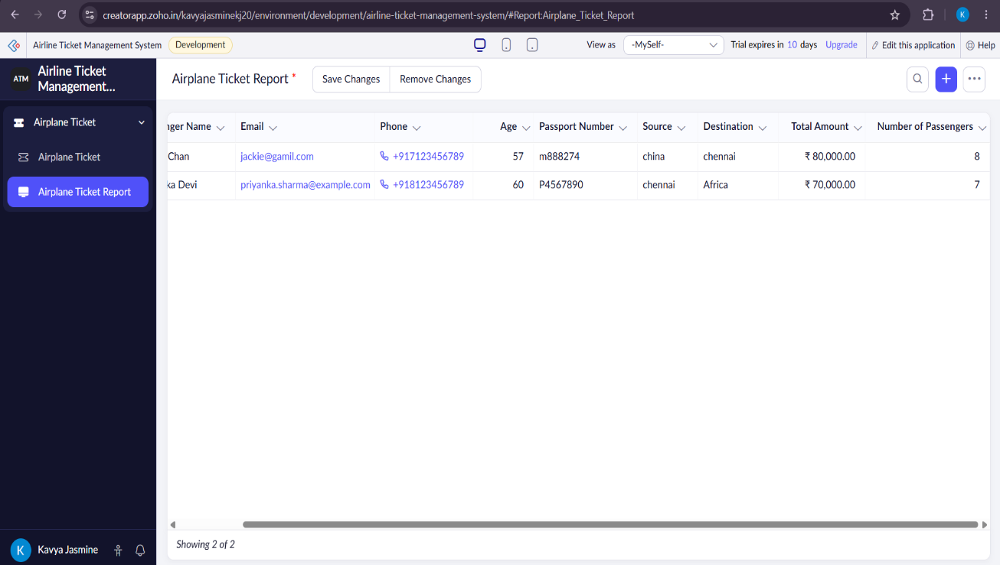 creatorapp.zoho.in/kavyajasminekj20/environment/development/airline-ticket-management-system/#Report:Airplane_Ticket_Report K
Airline Ticket Management System Development View as -MySelf- Trial expires in 10 days Upgrade Edit this application Help
ATM Airline Ticket
Management...
Airplane Ticket Report * Save Changes Remove Changes
Airplane Ticket
Airplane Ticket
Airplane Ticket Report
nger Name Email Phone Age Passport Number Source Destination Total Amount Number of Passengers
Chan jackie@gamil.com +917123456789 57 m888274 china chennai ₹ 80,000.00 8
ka Devi priyanka.sharma@example.com +918123456789 60 P4567890 chennai Africa ₹ 70,000.00 7
Showing 2 of 2
K Kavya Jasmine